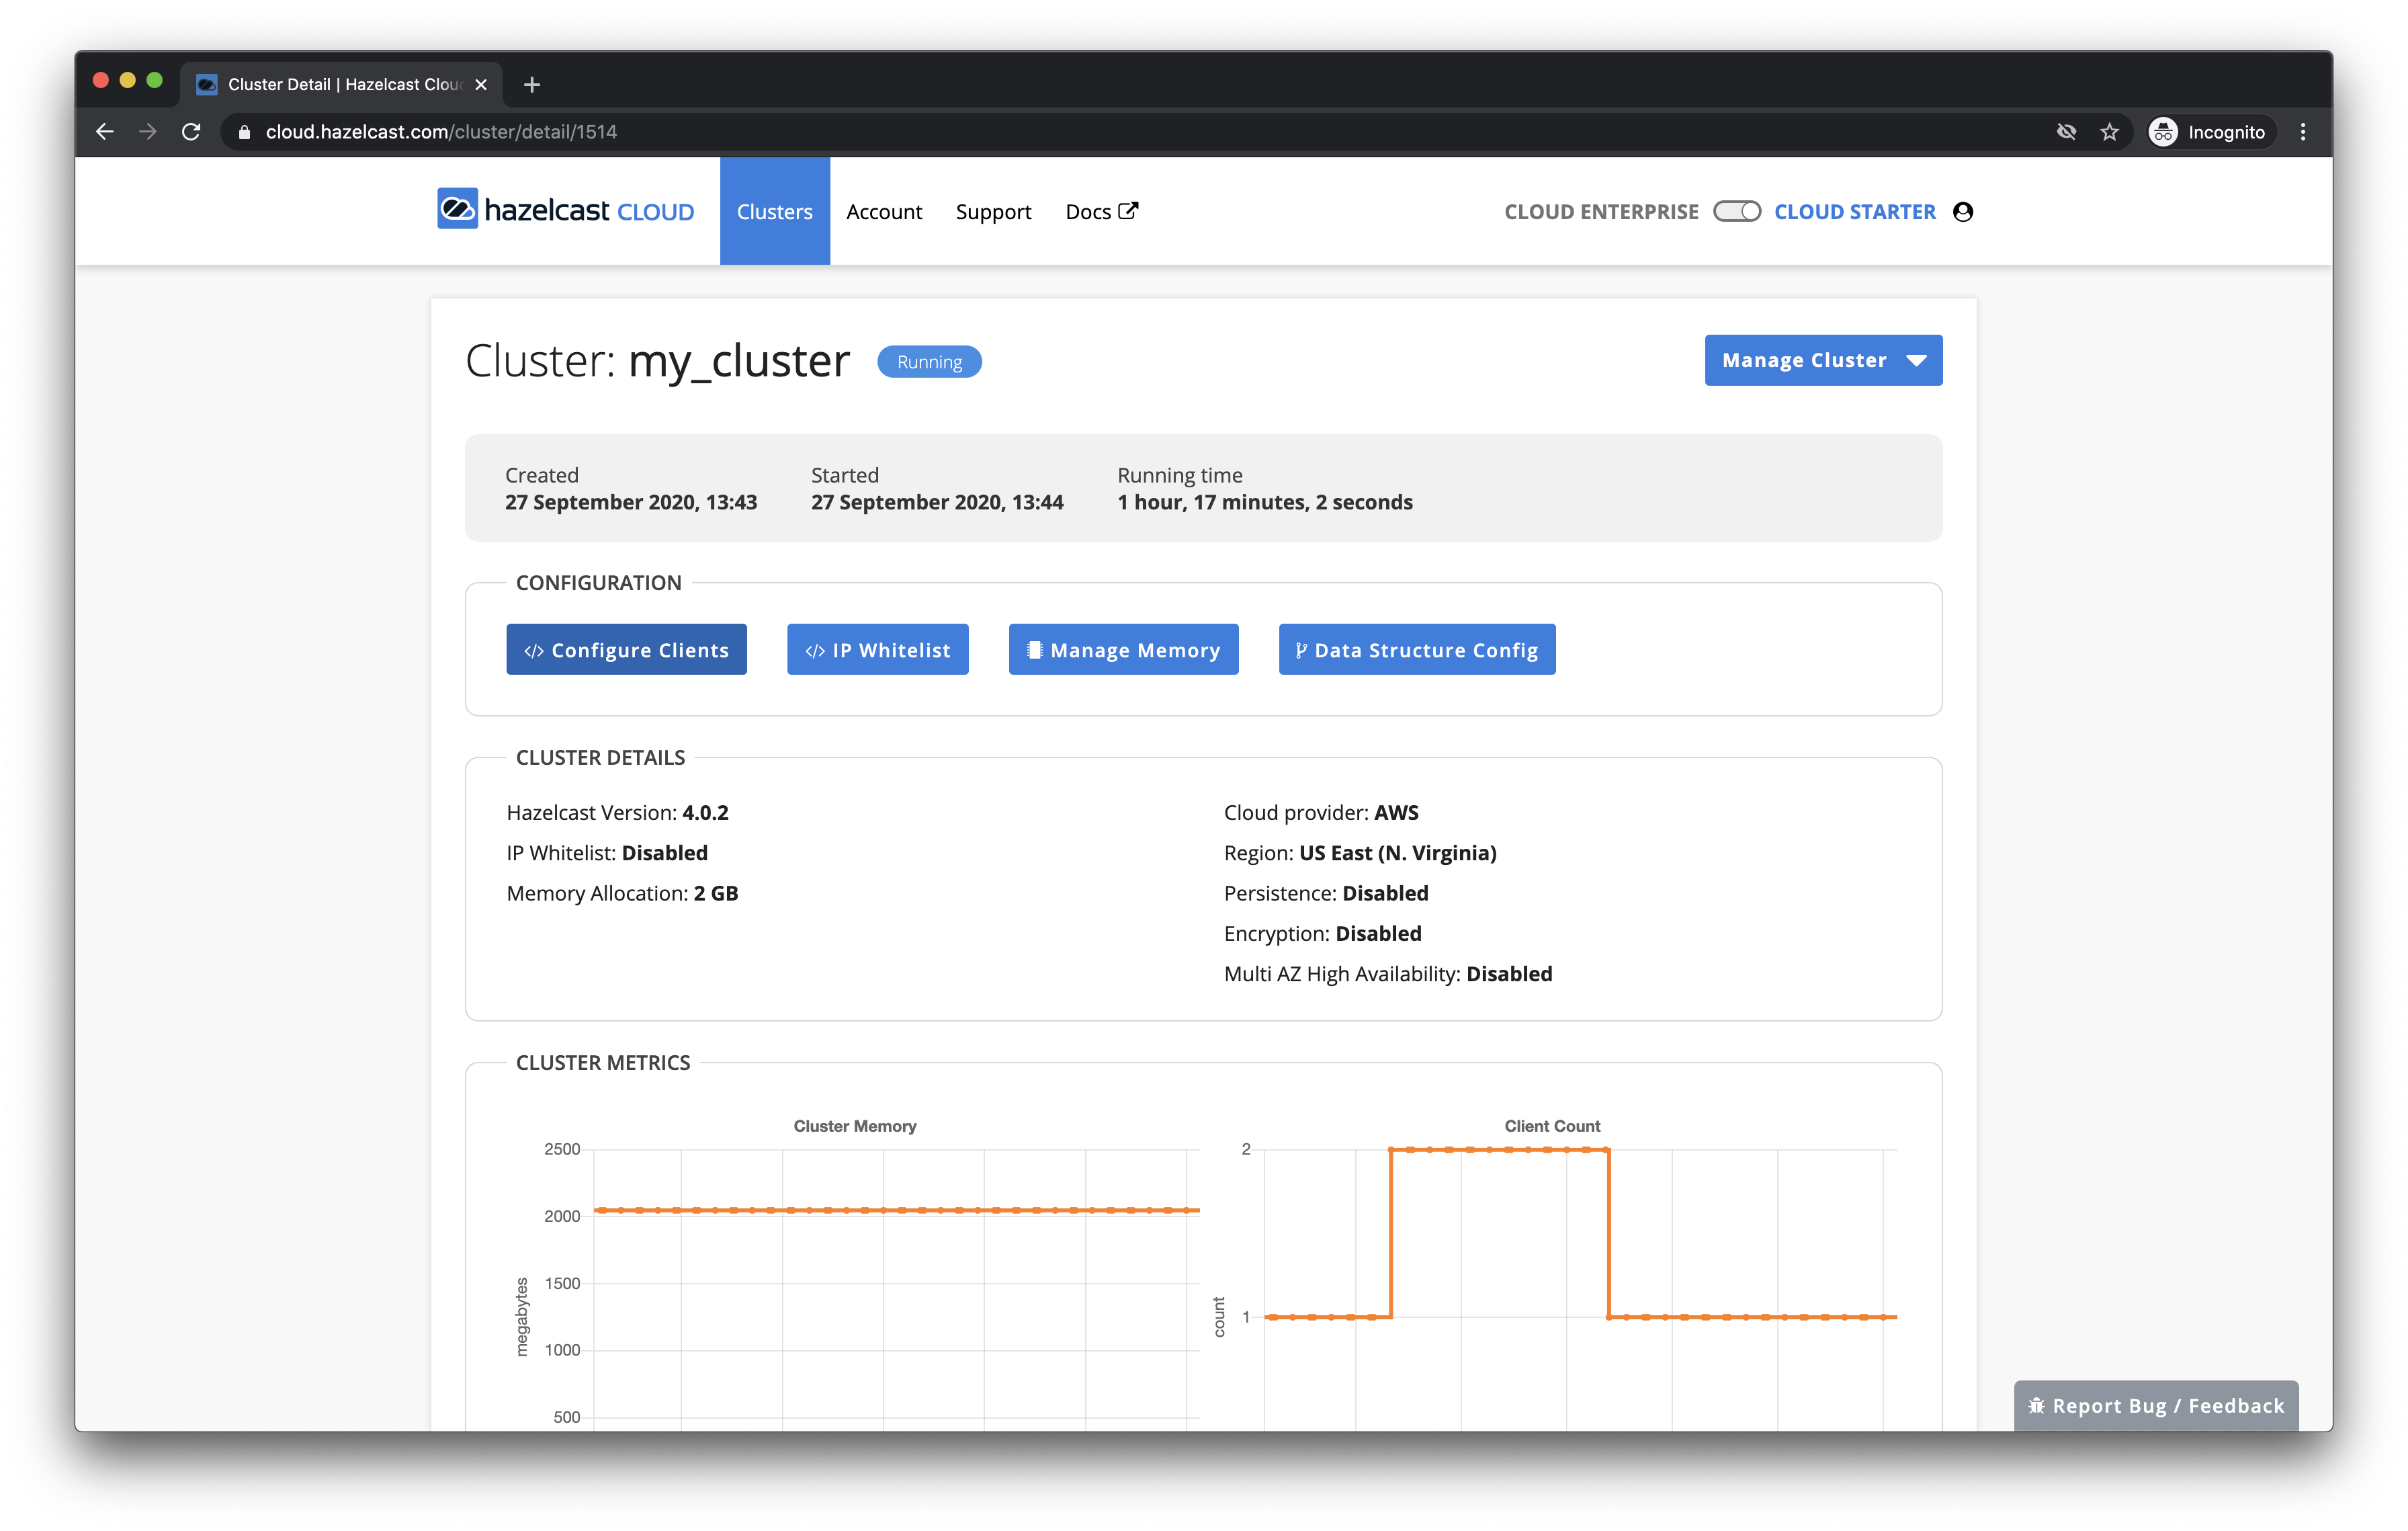 Cluster Detail | Hazelcast Clou
cloud.hazelcast.com/cluster/detail/1514
Incognito
hazelcast CLOUD
Clusters
Account
Support
Docs
CLOUD ENTERPRISE
CLOUD STARTER
Cluster: my_cluster
Running
Manage Cluster
Created
27 September 2020, 13:43
Started
27 September 2020, 13:44
Running time
1 hour, 17 minutes, 2 seconds
CONFIGURATION
</> Configure Clients
</> IP Whitelist
Manage Memory
Data Structure Config
CLUSTER DETAILS
Hazelcast Version: 4.0.2
IP Whitelist: Disabled
Memory Allocation: 2 GB
Cloud provider: AWS
Region: US East (N. Virginia)
Persistence: Disabled
Encryption: Disabled
Multi AZ High Availability: Disabled
CLUSTER METRICS
Cluster Memory
2500
2000
1500
1000
500
megabytes
Client Count
2
1
count
Report Bug / Feedback